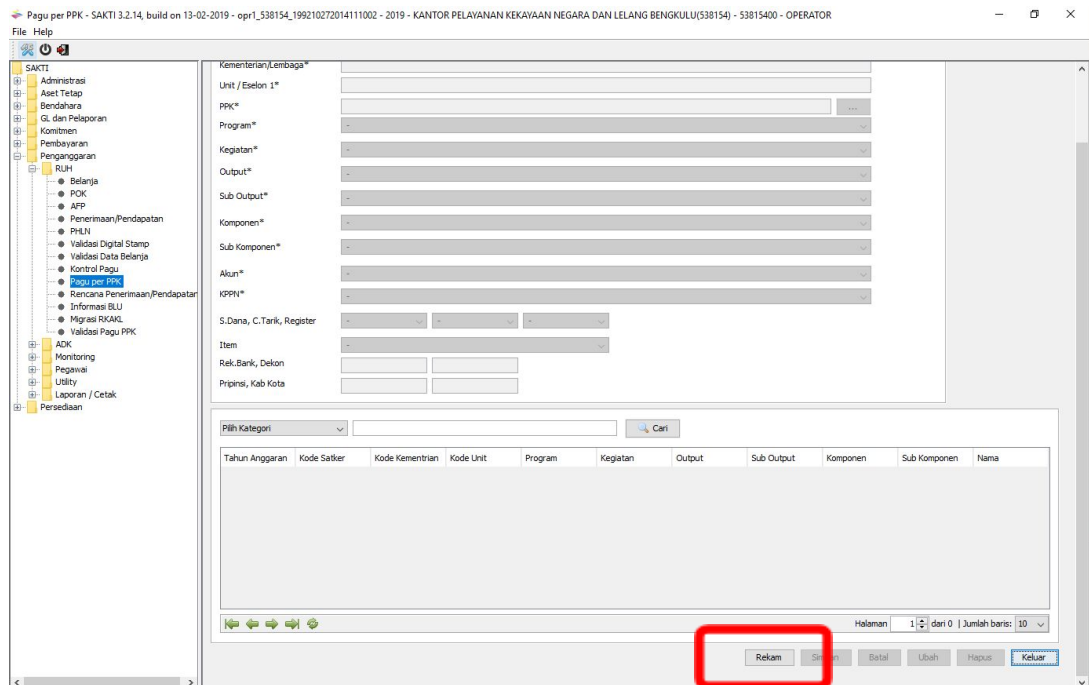 Pagu per PPK - SAKTI 3.2.14, build on 13-02-2019 - opr1_538154_199210272014111002 - 2019 - KANTOR PELAYANAN KEKAYAAN NEGARA DAN LELANG BENGKULU(538154) - 53815400 - OPERATOR
File Help
SAKTI
Administrasi
Aset Tetap
Bendahara
GL dan Pelaporan
Komitmen
Pembayaran
Penganggaran
RUH
Belanja
POK
AFP
Penerimaan/Pendapatan
PHLN
Validasi Digital Stamp
Validasi Data Belanja
Kontrol Pagu
Pagu per PPK
Rencana Penerimaan/Pendapatan
Informasi BLU
Migrasi RKAKL
Validasi Pagu PPK
ADK
Monitoring
Pegawai
Utility
Laporan / Cetak
Persediaan
Kementerian/Lembaga*
Unit / Eselon 1*
PPK* ...
Program* -
Kegiatan* -
Output* -
Sub Output* -
Komponen* -
Sub Komponen* -
Akun* -
KPPN* -
S.Dana, C.Tarik, Register - - -
Item -
Rek.Bank, Dekon
Pripinsi, Kab Kota
Pilih Kategori Cari
Tahun Anggaran Kode Satker Kode Kementrian Kode Unit Program Kegiatan Output Sub Output Komponen Sub Komponen Nama
Halaman 1 dari 0 | Jumlah baris: 10
Rekam Batal Ubah Hapus Keluar